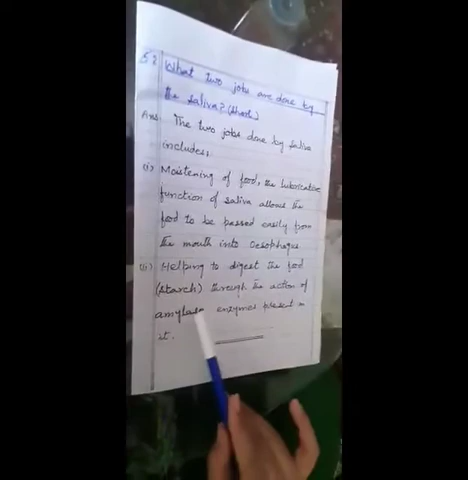 52 What two jobs are done by
the saliva? (Short)
Ans The two jobs done by saliva
includes,
(i) Moistening of food, the lubricative
function of saliva allows the
food to be passed easily from
the mouth into Oesophagus
(ii) Helping to digest the food
(starch) through the action of
amylase enzymes present in
it.